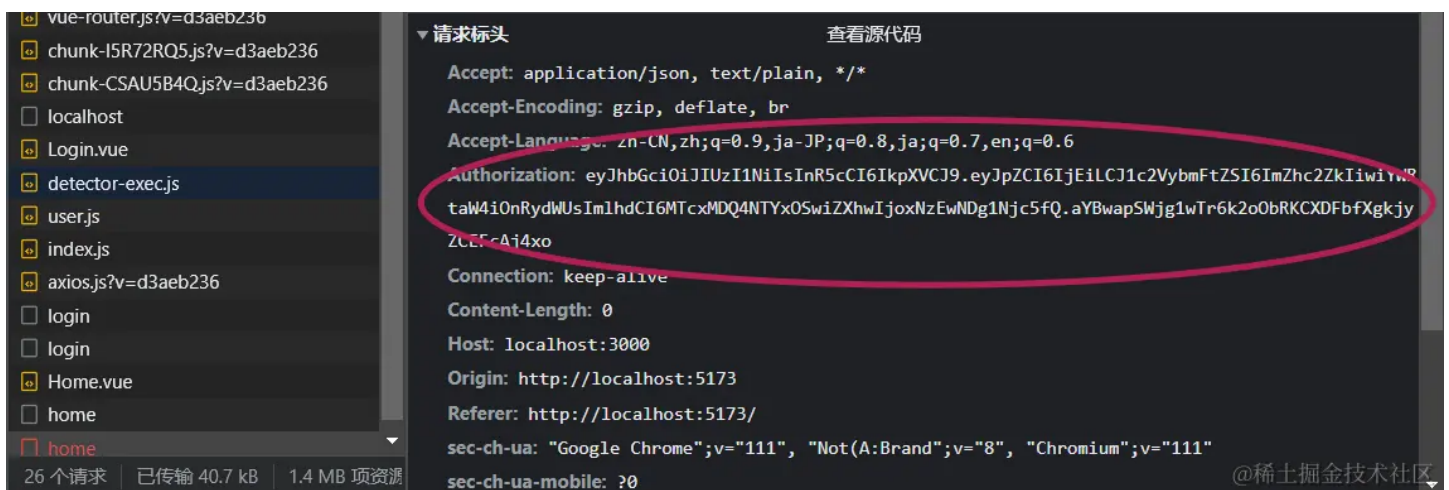 vue-router.js?v=d3aeb236
chunk-I5R72RQ5.js?v=d3aeb236
chunk-CSAU5B4Q.js?v=d3aeb236
localhost
Login.vue
detector-exec.js
user.js
index.js
axios.js?v=d3aeb236
login
login
Home.vue
home
home
26 个请求 已传输 40.7 kB 1.4 MB 项资源
请求标头 查看源代码
Accept: application/json, text/plain, */*
Accept-Encoding: gzip, deflate, br
Accept-Language: zh-CN,zh;q=0.9,ja-JP;q=0.8,ja;q=0.7,en;q=0.6
Authorization: eyJhbGciOiJIUzI1NiIsInR5cCI6IkpXVCJ9.eyJpZCI6IjEiLCJ1c2VybmFtZSI6ImZhc2ZkIiwiYWR
taW4iOnRydWUsImlhdCI6MTcxMDQ4NTYxOSwiZXhwIjoxNzEwNDg1Njc5fQ.aYBwapSWjg1wTr6k2oObRKCXDFbfXgkjy
ZCEFcAj4xo
Connection: keep-alive
Content-Length: 0
Host: localhost:3000
Origin: http://localhost:5173
Referer: http://localhost:5173/
sec-ch-ua: "Google Chrome";v="111", "Not(A:Brand";v="8", "Chromium";v="111"
sec-ch-ua-mobile: ?0
@稀土掘金技术社区